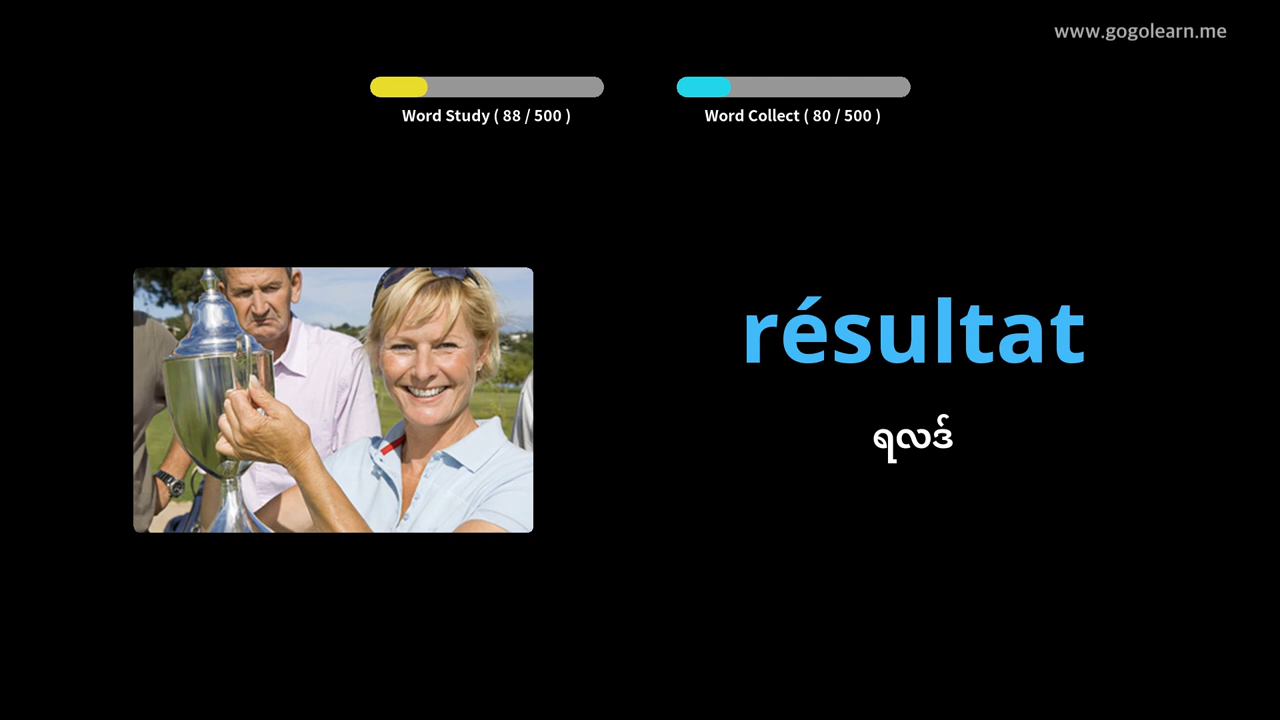 www.gogolearn.me
Word Study ( 88 / 500 )
Word Collect ( 80 / 500 )
résultat
ရလဒ်